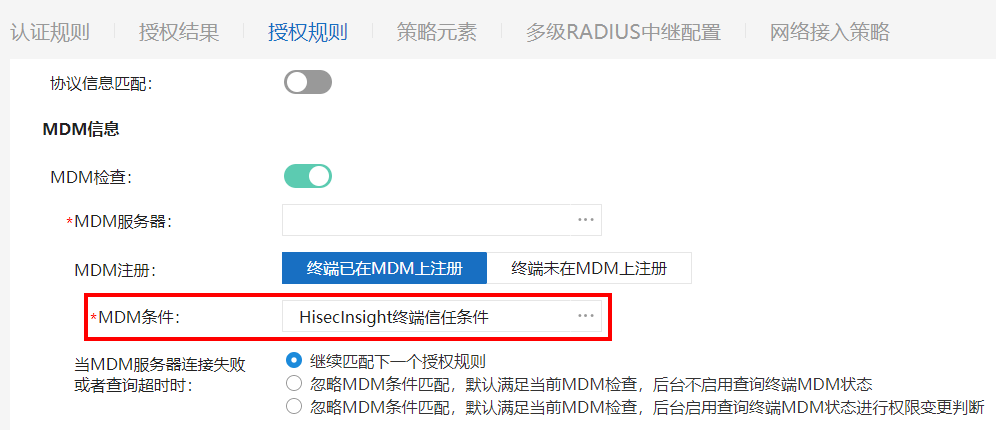 认证规则 授权结果 授权规则 策略元素 多级RADIUS中继配置 网络接入策略
协议信息匹配：
MDM信息
MDM检查：
*MDM服务器： ···
MDM注册： 终端已在MDM上注册 终端未在MDM上注册
*MDM条件： HisecInsight终端信任条件 ···
当MDM服务器连接失败
或者查询超时时：
继续匹配下一个授权规则
忽略MDM条件匹配，默认满足当前MDM检查，后台不启用查询终端MDM状态
忽略MDM条件匹配，默认满足当前MDM检查，后台启用查询终端MDM状态进行权限变更判断